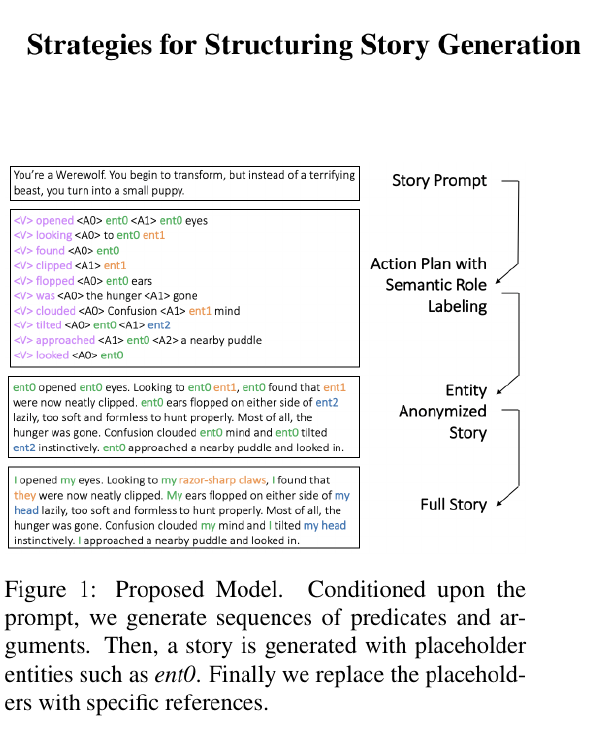 Strategies for Structuring Story Generation
You're a Werewolf. You begin to transform, but instead of a terrifying
beast, you turn into a small puppy.
Story Prompt
<V> opened <A0> ent0 <A1> ent0 eyes
<V> looking <A0> to ent0 ent1
<V> found <A0> ent0
<V> clipped <A1> ent1
<V> flopped <A0> ent0 ears
<V> was <A0> the hunger <A1> gone
<V> clouded <A0> Confusion <A1> ent1 mind
<V> tilted <A0> ent0 <A1> ent2
<V> approached <A1> ent0 <A2> a nearby puddle
<V> looked <A0> ent0
Action Plan with
Semantic Role
Labeling
ent0 opened ent0 eyes. Looking to ent0 ent1, ent0 found that ent1
were now neatly clipped. ent0 ears flopped on either side of ent2
lazily, too soft and formless to hunt properly. Most of all, the
hunger was gone. Confusion clouded ent0 mind and ent0 tilted
ent2 instinctively. ent0 approached a nearby puddle and looked in.
Entity
Anonymized
Story
I opened my eyes. Looking to my razor-sharp claws, I found that
they were now neatly clipped. My ears flopped on either side of my
head lazily, too soft and formless to hunt properly. Most of all, the
hunger was gone. Confusion clouded my mind and I tilted my head
instinctively. I approached a nearby puddle and looked in.
Full Story
Figure 1: Proposed Model. Conditioned upon the
prompt, we generate sequences of predicates and ar-
guments. Then, a story is generated with placeholder
entities such as ent0. Finally we replace the placehold-
ers with specific references.